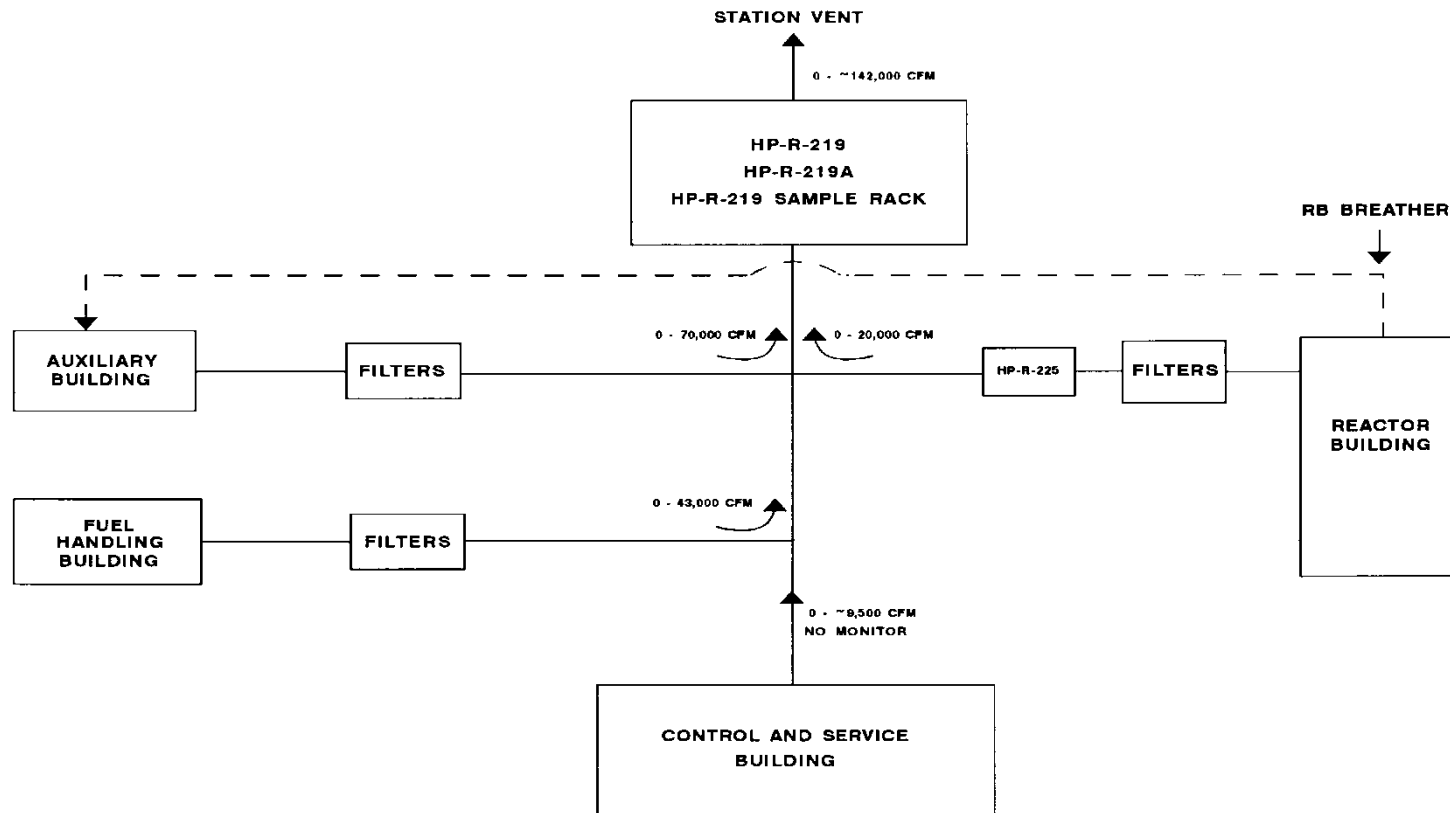 STATION VENT
0 - ~142,000 CFM
HP-R-219
HP-R-219A
HP-R-219 SAMPLE RACK
RB BREATHER
0 - 70,000 CFM
0 - 20,000 CFM
AUXILIARY
BUILDING
FILTERS
HP-R-225
FILTERS
REACTOR
BUILDING
0 - 43,000 CFM
FUEL
HANDLING
BUILDING
FILTERS
0 - ~9,500 CFM
NO MONITOR
CONTROL AND SERVICE
BUILDING